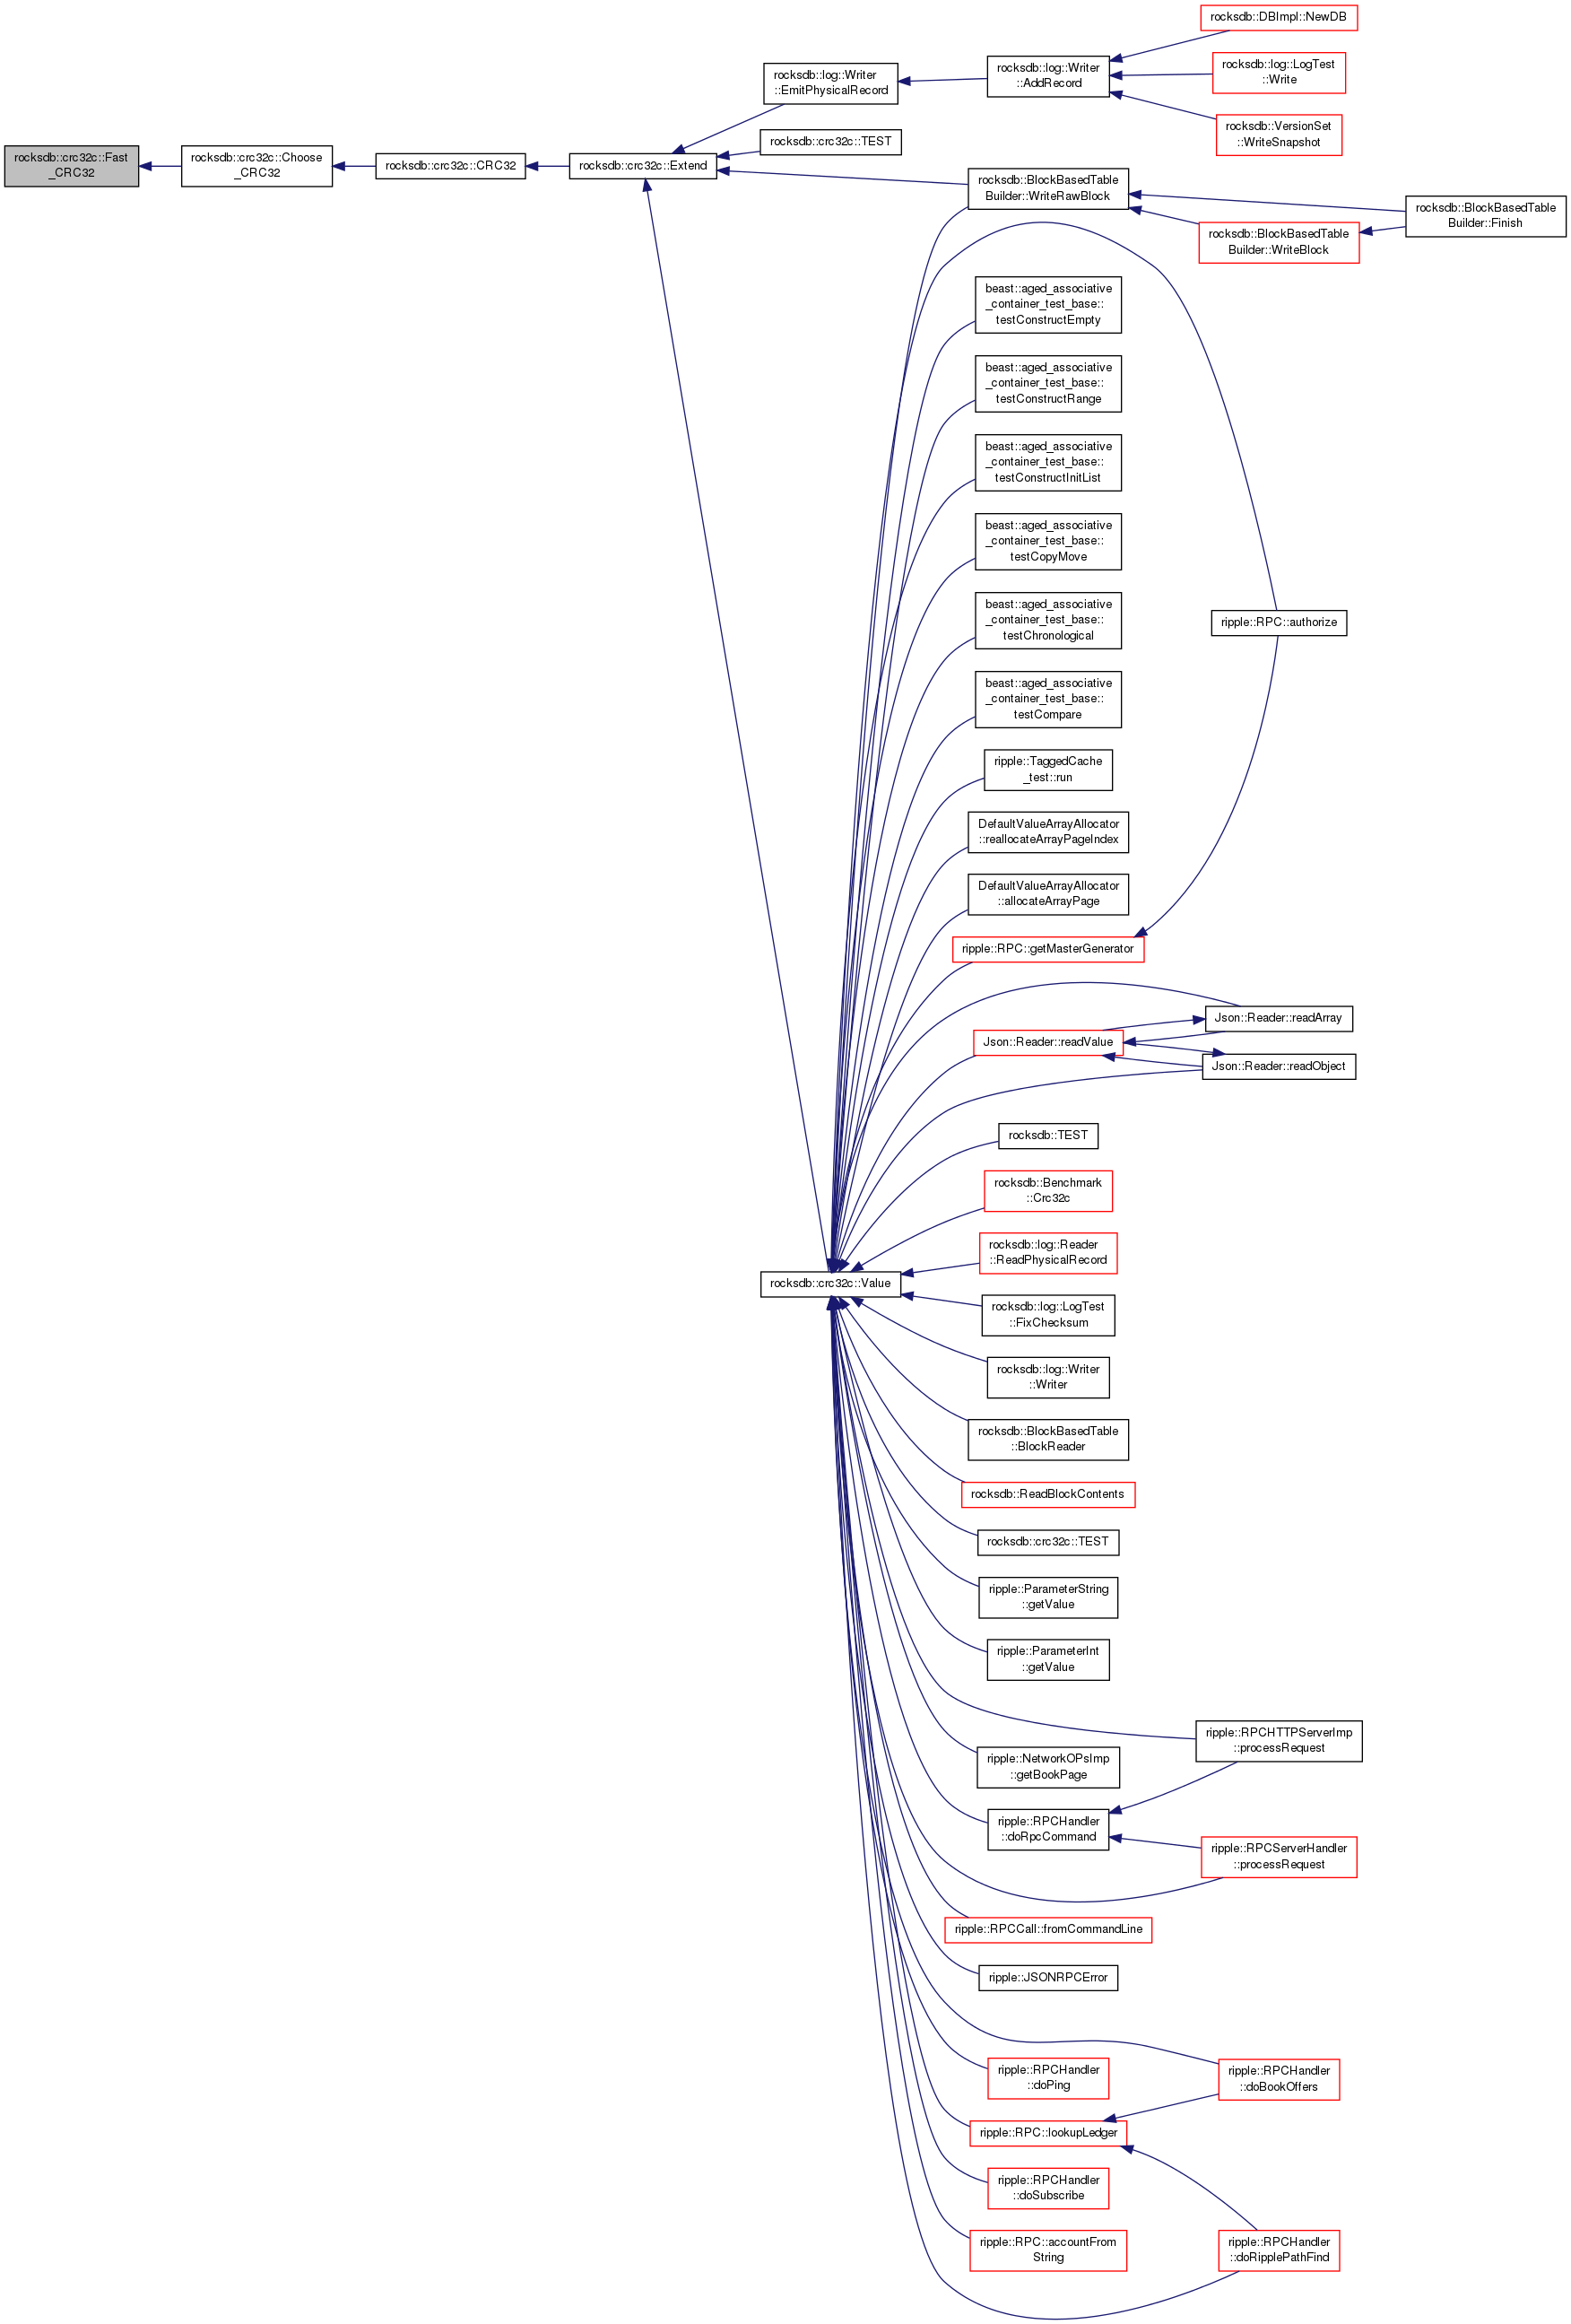 rocksdb::DBImpl::NewDB
rocksdb::log::LogTest
::Write
rocksdb::log::Writer
::AddRecord
rocksdb::log::Writer
::EmitPhysicalRecord
rocksdb::VersionSet
::WriteSnapshot
rocksdb::crc32c::TEST
rocksdb::crc32c::Fast
_CRC32
rocksdb::crc32c::Choose
_CRC32
rocksdb::crc32c::CRC32
rocksdb::crc32c::Extend
rocksdb::BlockBasedTable
Builder::WriteRawBlock
rocksdb::BlockBasedTable
Builder::Finish
rocksdb::BlockBasedTable
Builder::WriteBlock
beast::aged_associative
_container_test_base::
testConstructEmpty
beast::aged_associative
_container_test_base::
testConstructRange
beast::aged_associative
_container_test_base::
testConstructInitList
beast::aged_associative
_container_test_base::
testCopyMove
beast::aged_associative
_container_test_base::
testChronological
ripple::RPC::authorize
beast::aged_associative
_container_test_base::
testCompare
ripple::TaggedCache
_test::run
DefaultValueArrayAllocator
::reallocateArrayPageIndex
DefaultValueArrayAllocator
::allocateArrayPage
ripple::RPC::getMasterGenerator
Json::Reader::readArray
Json::Reader::readValue
Json::Reader::readObject
rocksdb::TEST
rocksdb::Benchmark
::Crc32c
rocksdb::log::Reader
::ReadPhysicalRecord
rocksdb::crc32c::Value
rocksdb::log::LogTest
::FixChecksum
rocksdb::log::Writer
::Writer
rocksdb::BlockBasedTable
::BlockReader
rocksdb::ReadBlockContents
rocksdb::crc32c::TEST
ripple::ParameterString
::getValue
ripple::ParameterInt
::getValue
ripple::RPCHTTPServerImp
::processRequest
ripple::NetworkOPsImp
::getBookPage
ripple::RPCHandler
::doRpcCommand
ripple::RPCServerHandler
::processRequest
ripple::RPCCall::fromCommandLine
ripple::JSONRPCError
ripple::RPCHandler
::doPing
ripple::RPCHandler
::doBookOffers
ripple::RPC::lookupLedger
ripple::RPCHandler
::doSubscribe
ripple::RPC::accountFrom
String
ripple::RPCHandler
::doRipplePathFind